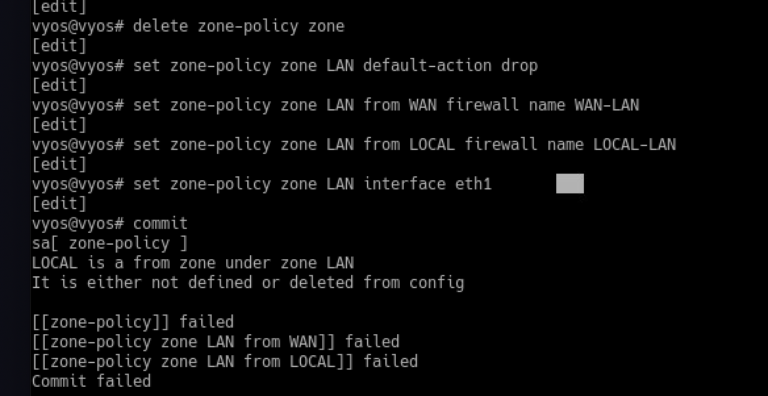 [edit]
vyos@vyos# delete zone-policy zone
[edit]
vyos@vyos# set zone-policy zone LAN default-action drop
[edit]
vyos@vyos# set zone-policy zone LAN from WAN firewall name WAN-LAN
[edit]
vyos@vyos# set zone-policy zone LAN from LOCAL firewall name LOCAL-LAN
[edit]
vyos@vyos# set zone-policy zone LAN interface eth1
[edit]
vyos@vyos# commit
sa[ zone-policy ]
LOCAL is a from zone under zone LAN
It is either not defined or deleted from config

[[zone-policy]] failed
[[zone-policy zone LAN from WAN]] failed
[[zone-policy zone LAN from LOCAL]] failed
Commit failed